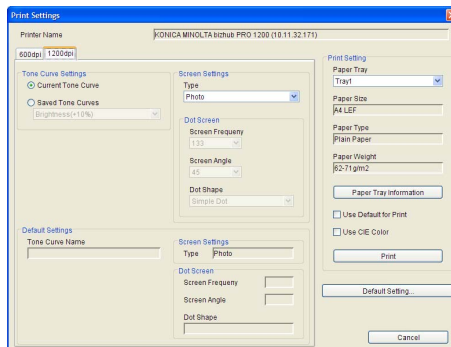 Print Settings
Printer Name
KONICA MINOLTA bizhub PRO 1200 (10.11.32.171)
600dpi
1200dpi
Tone Curve Settings
Current Tone Curve
Saved Tone Curves
Brightness(+10%)
Screen Settings
Type
Photo
Dot Screen
Screen Frequeny
133
Screen Angle
45
Dot Shape
Simple Dot
Default Settings
Tone Curve Name
Screen Settings
Type
Photo
Dot Screen
Screen Frequeny
Screen Angle
Dot Shape
Print Setting
Paper Tray
Tray1
Paper Size
A4 LEF
Paper Type
Plain Paper
Paper Weight
62-71g/m2
Paper Tray Information
Use Default for Print
Use CIE Color
Print
Default Setting...
Cancel